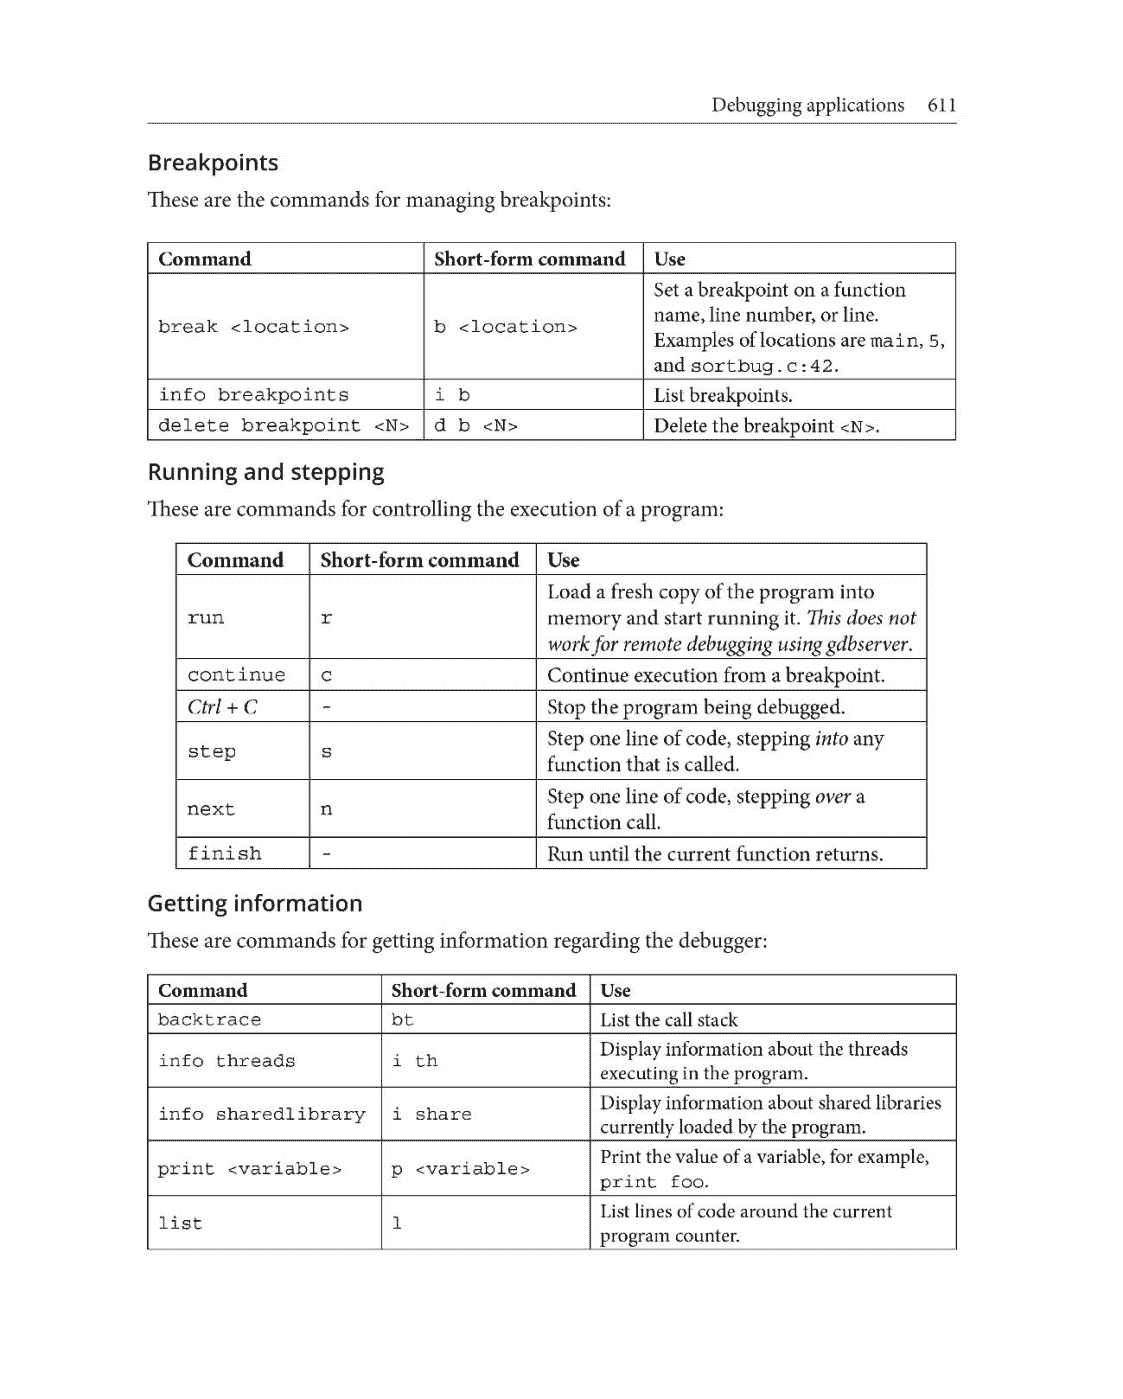 Debugging applications 611
Breakpoints
These are the commands for managing breakpoints:
Command Short-form command Use
break <location> b <location> Set a breakpoint on a function
name, line number, or line.
Examples of locations are main, 5,
and sortbug.c:42.
info breakpoints i b List breakpoints.
delete breakpoint <N> d b <N> Delete the breakpoint <N>.
Running and stepping
These are commands for controlling the execution of a program:
Command Short-form command Use
run r Load a fresh copy of the program into
memory and start running it. This does not
work for remote debugging using gdbserver.
continue c Continue execution from a breakpoint.
Ctrl + C - Stop the program being debugged.
step s Step one line of code, stepping into any
function that is called.
next n Step one line of code, stepping over a
function call.
finish - Run until the current function returns.
Getting information
These are commands for getting information regarding the debugger:
Command Short-form command Use
backtrace bt List the call stack
info threads i th Display information about the threads
executing in the program.
info sharedlibrary i share Display information about shared libraries
currently loaded by the program.
print <variable> p <variable> Print the value of a variable, for example,
print foo.
list l List lines of code around the current
program counter.